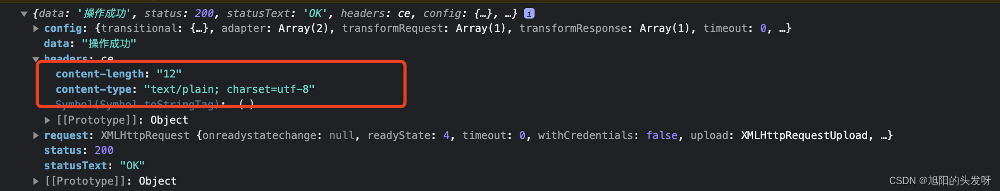 ▼ {data: '操作成功', status: 200, statusText: 'OK', headers: ce, config: {…}, …} i
▶ config: {transitional: {…}, adapter: Array(2), transformRequest: Array(1), transformResponse: Array(1), timeout: 0, …}
data: "操作成功"
▼ headers: ce
content-length: "12"
content-type: "text/plain; charset=utf-8"
Symbol(Symbol.toStringTag): (…)
▶ [[Prototype]]: Object
▶ request: XMLHttpRequest {onreadystatechange: null, readyState: 4, timeout: 0, withCredentials: false, upload: XMLHttpRequestUpload, …}
status: 200
statusText: "OK"
▶ [[Prototype]]: Object
CSDN @旭阳的头发呀